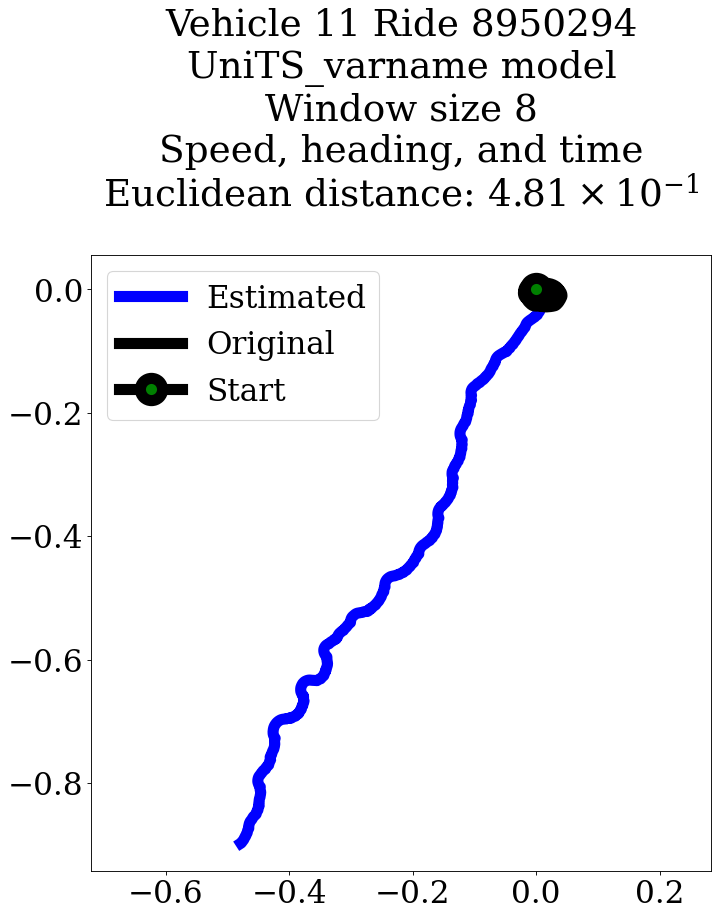 Vehicle 11 Ride 8950294
UniTS_varname model
Window size 8
Speed, heading, and time
Euclidean distance: 4.81 × 10⁻¹
Estimated
Original
Start
0.0
−0.2
−0.4
−0.6
−0.8
−0.6 −0.4 −0.2 0.0 0.2